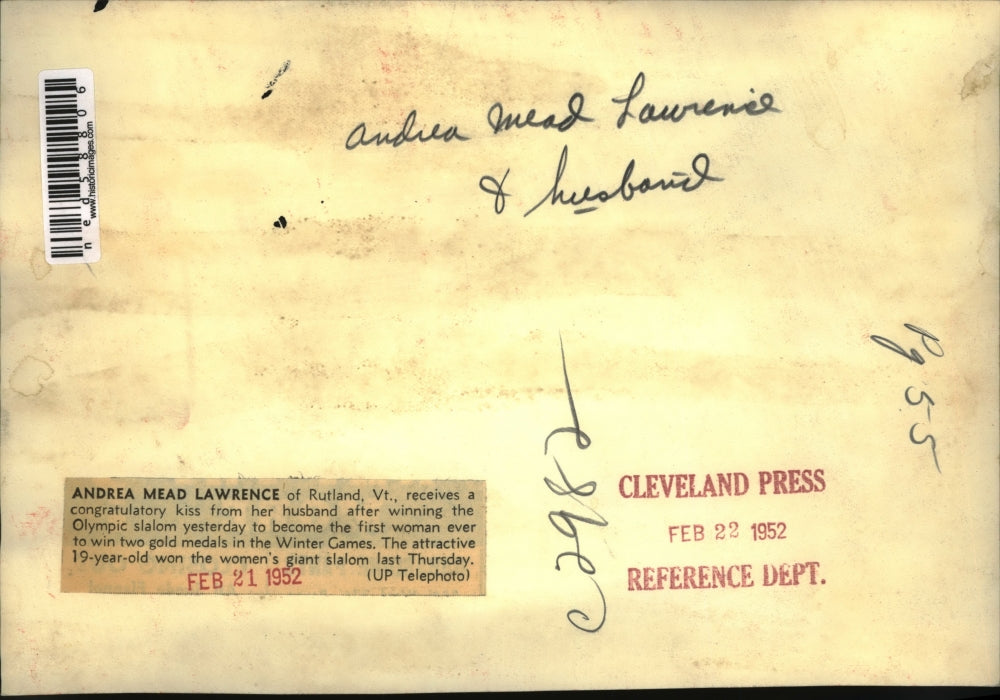 Andrea Mead Lawrence
& husband
ned58806
www.historicimages.com
Pg 55
ANDREA MEAD LAWRENCE of Rutland, Vt., receives a
congratulatory kiss from her husband after winning the
Olympic slalom yesterday to become the first woman ever
to win two gold medals in the Winter Games. The attractive
19-year-old won the women's giant slalom last Thursday.
FEB 21 1952 (UP Telephoto)
CLEVELAND PRESS
FEB 22 1952
REFERENCE DEPT.